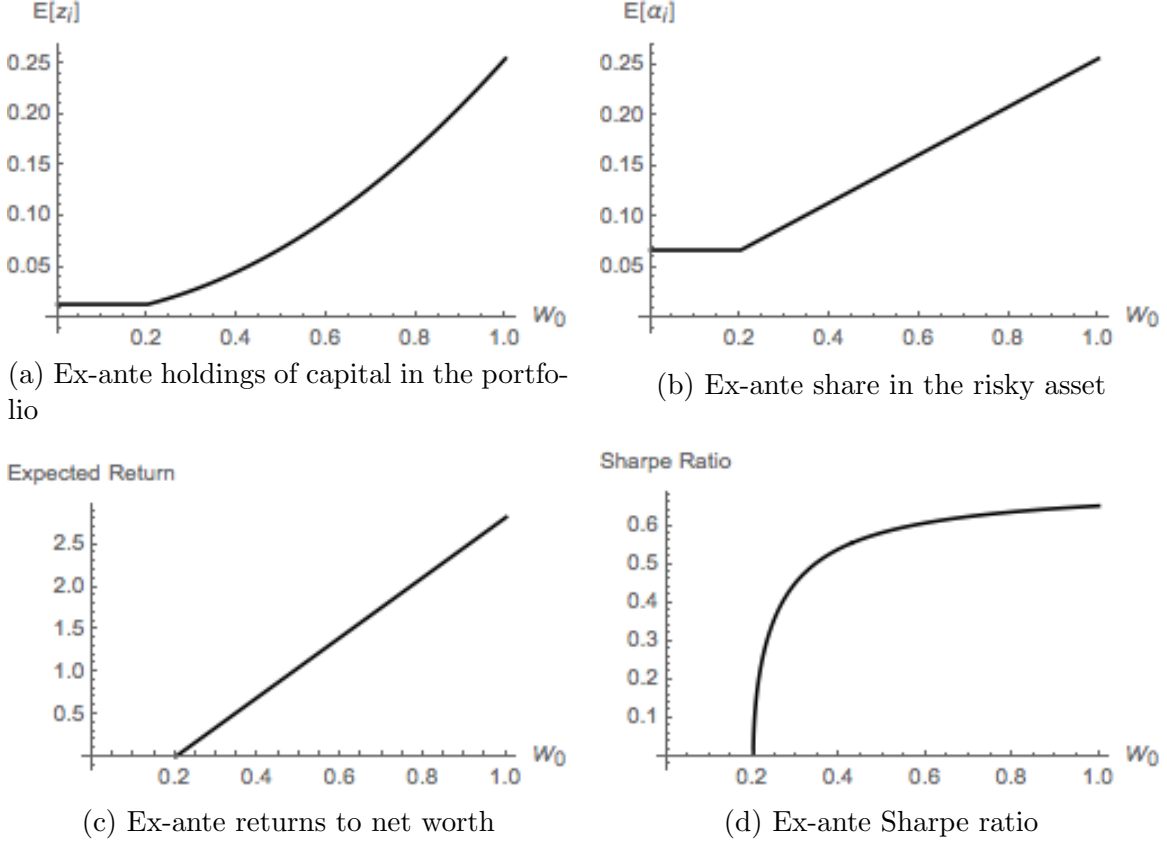 E[z_i]
0.25
0.20
0.15
0.10
0.05
0.2 0.4 0.6 0.8 1.0
W_0
(a) Ex-ante holdings of capital in the portfo-
lio
E[α_i]
0.25
0.20
0.15
0.10
0.05
0.2 0.4 0.6 0.8 1.0
W_0
(b) Ex-ante share in the risky asset
Expected Return
2.5
2.0
1.5
1.0
0.5
0.2 0.4 0.6 0.8 1.0
W_0
(c) Ex-ante returns to net worth
Sharpe Ratio
0.6
0.5
0.4
0.3
0.2
0.1
0.2 0.4 0.6 0.8 1.0
W_0
(d) Ex-ante Sharpe ratio